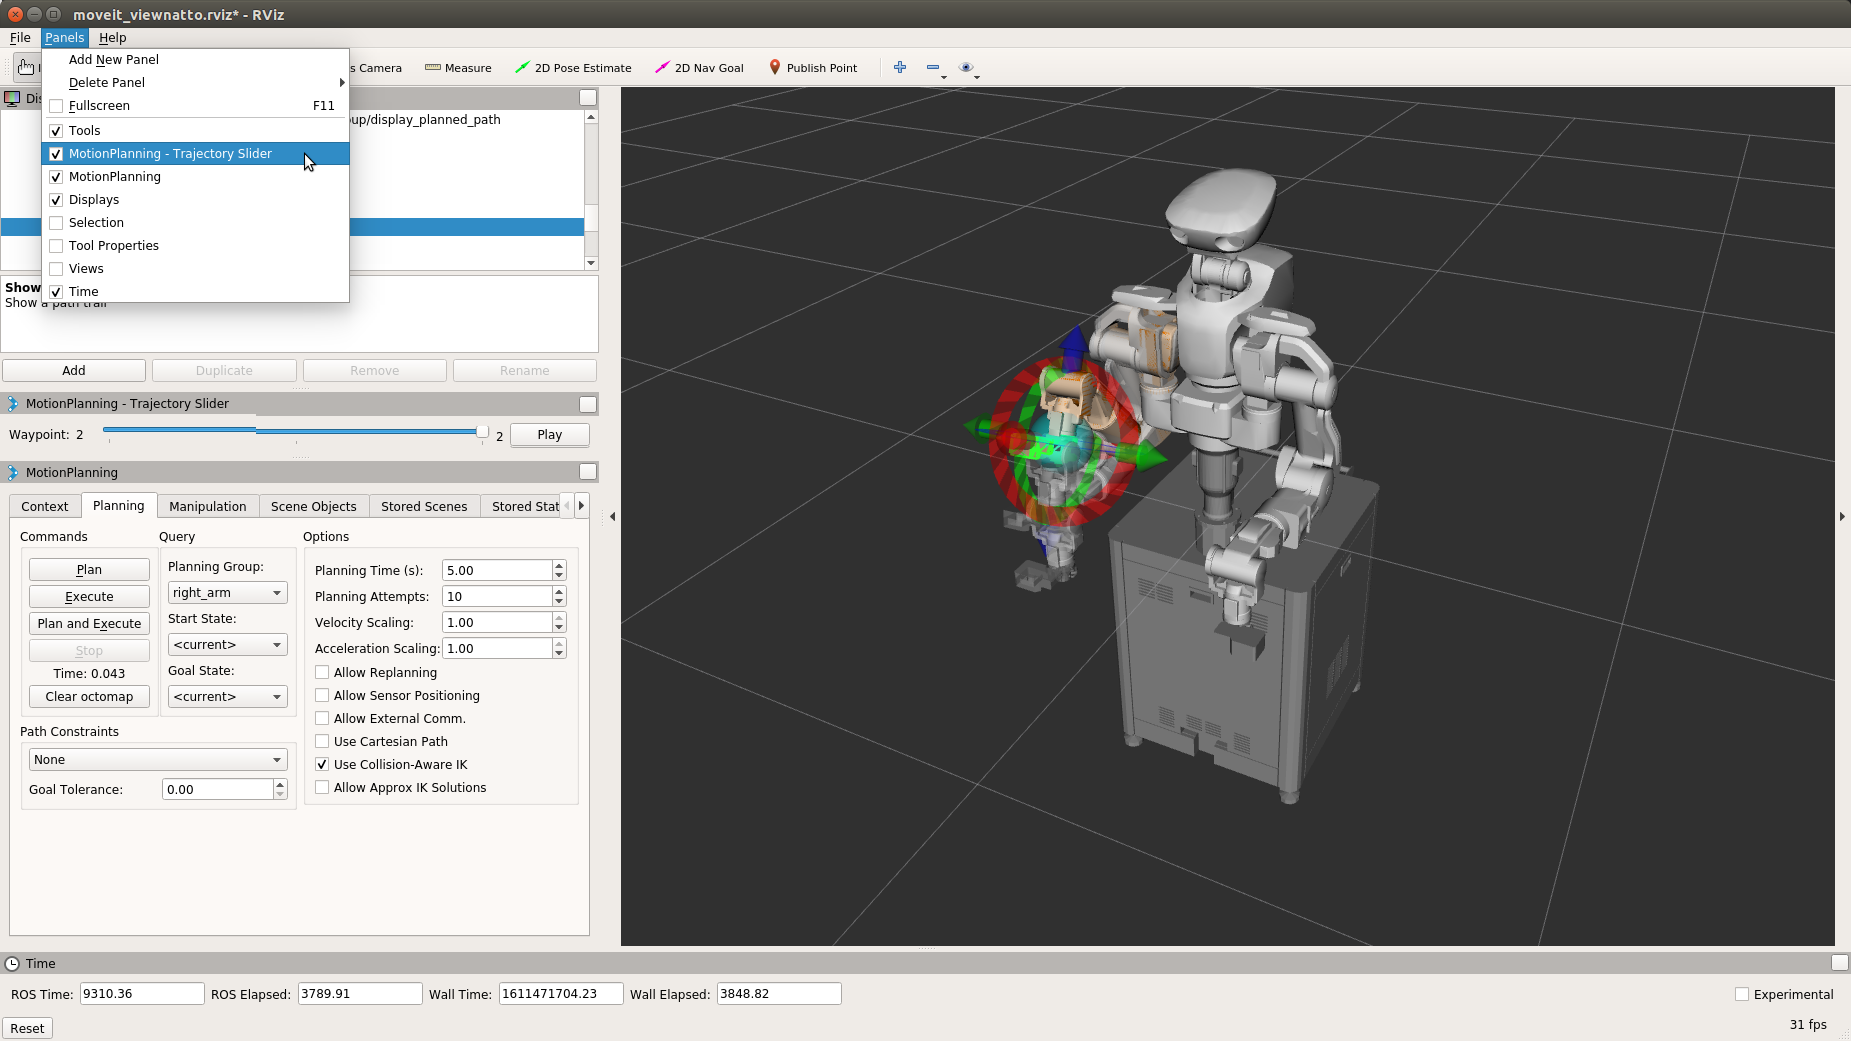 moveit_viewnatto.rviz* - RViz
File Panels Help
Add New Panel
Delete Panel
Fullscreen F11
Tools
MotionPlanning - Trajectory Slider
MotionPlanning
Displays
Selection
Tool Properties
Views
Time
s Camera Measure 2D Pose Estimate 2D Nav Goal Publish Point
Dis
up/display_planned_path
Show
Show a path trail
Add Duplicate Remove Rename
MotionPlanning - Trajectory Slider
Waypoint: 2 2 Play
MotionPlanning
Context Planning Manipulation Scene Objects Stored Scenes Stored Stat
Commands Query Options
Plan
Execute
Plan and Execute
Stop
Time: 0.043
Clear octomap
Planning Group:
right_arm
Start State:
<current>
Goal State:
<current>
Planning Time (s): 5.00
Planning Attempts: 10
Velocity Scaling: 1.00
Acceleration Scaling: 1.00
Allow Replanning
Allow Sensor Positioning
Allow External Comm.
Use Cartesian Path
Use Collision-Aware IK
Allow Approx IK Solutions
Path Constraints
None
Goal Tolerance: 0.00
Time
ROS Time: 9310.36 ROS Elapsed: 3789.91 Wall Time: 1611471704.23 Wall Elapsed: 3848.82 Experimental
Reset 31 fps